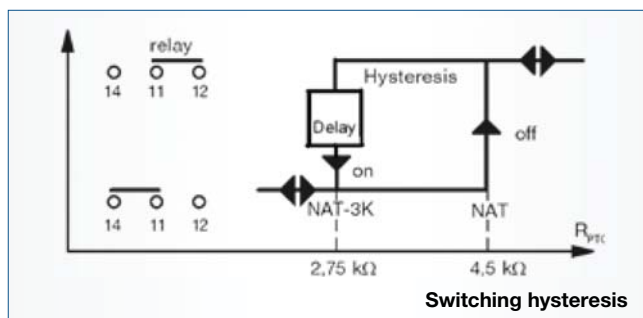 relay
14 11 12
Hysteresis
Delay
off
on
14 11 12
NAT-3K NAT
R PTC
2,75 kΩ 4,5 kΩ
Switching hysteresis